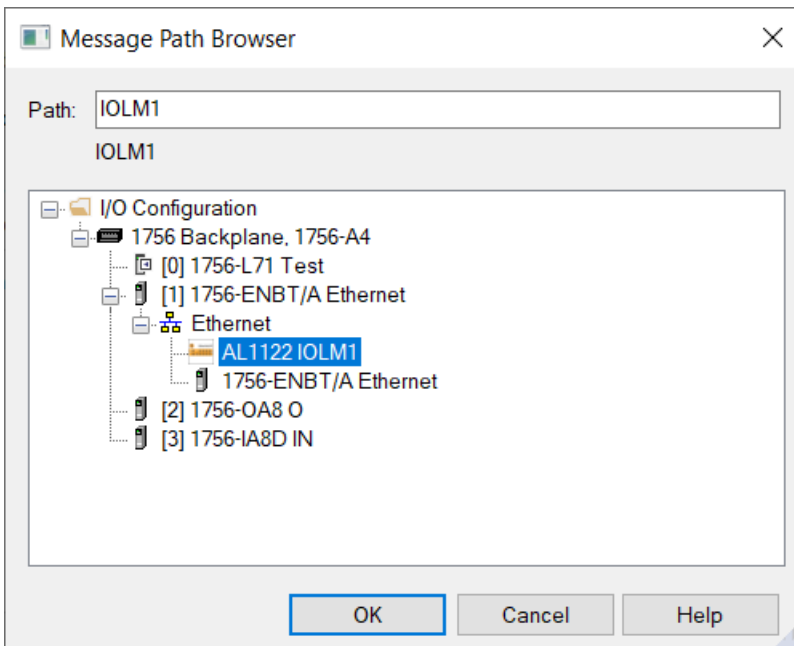 Message Path Browser
Path: IOLM1
IOLM1
I/O Configuration
1756 Backplane, 1756-A4
[0] 1756-L71 Test
[1] 1756-ENBT/A Ethernet
Ethernet
AL1122 IOLM1
1756-ENBT/A Ethernet
[2] 1756-OA8 O
[3] 1756-IA8D IN
OK Cancel Help